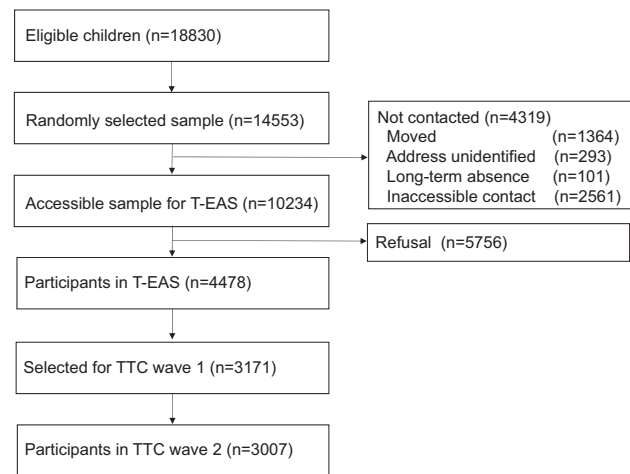 Eligible children (n=18830)
Randomly selected sample (n=14553)
Not contacted (n=4319)
Moved (n=1364)
Address unidentified (n=293)
Long-term absence (n=101)
Inaccessible contact (n=2561)
Accessible sample for T-EAS (n=10234)
Refusal (n=5756)
Participants in T-EAS (n=4478)
Selected for TTC wave 1 (n=3171)
Participants in TTC wave 2 (n=3007)